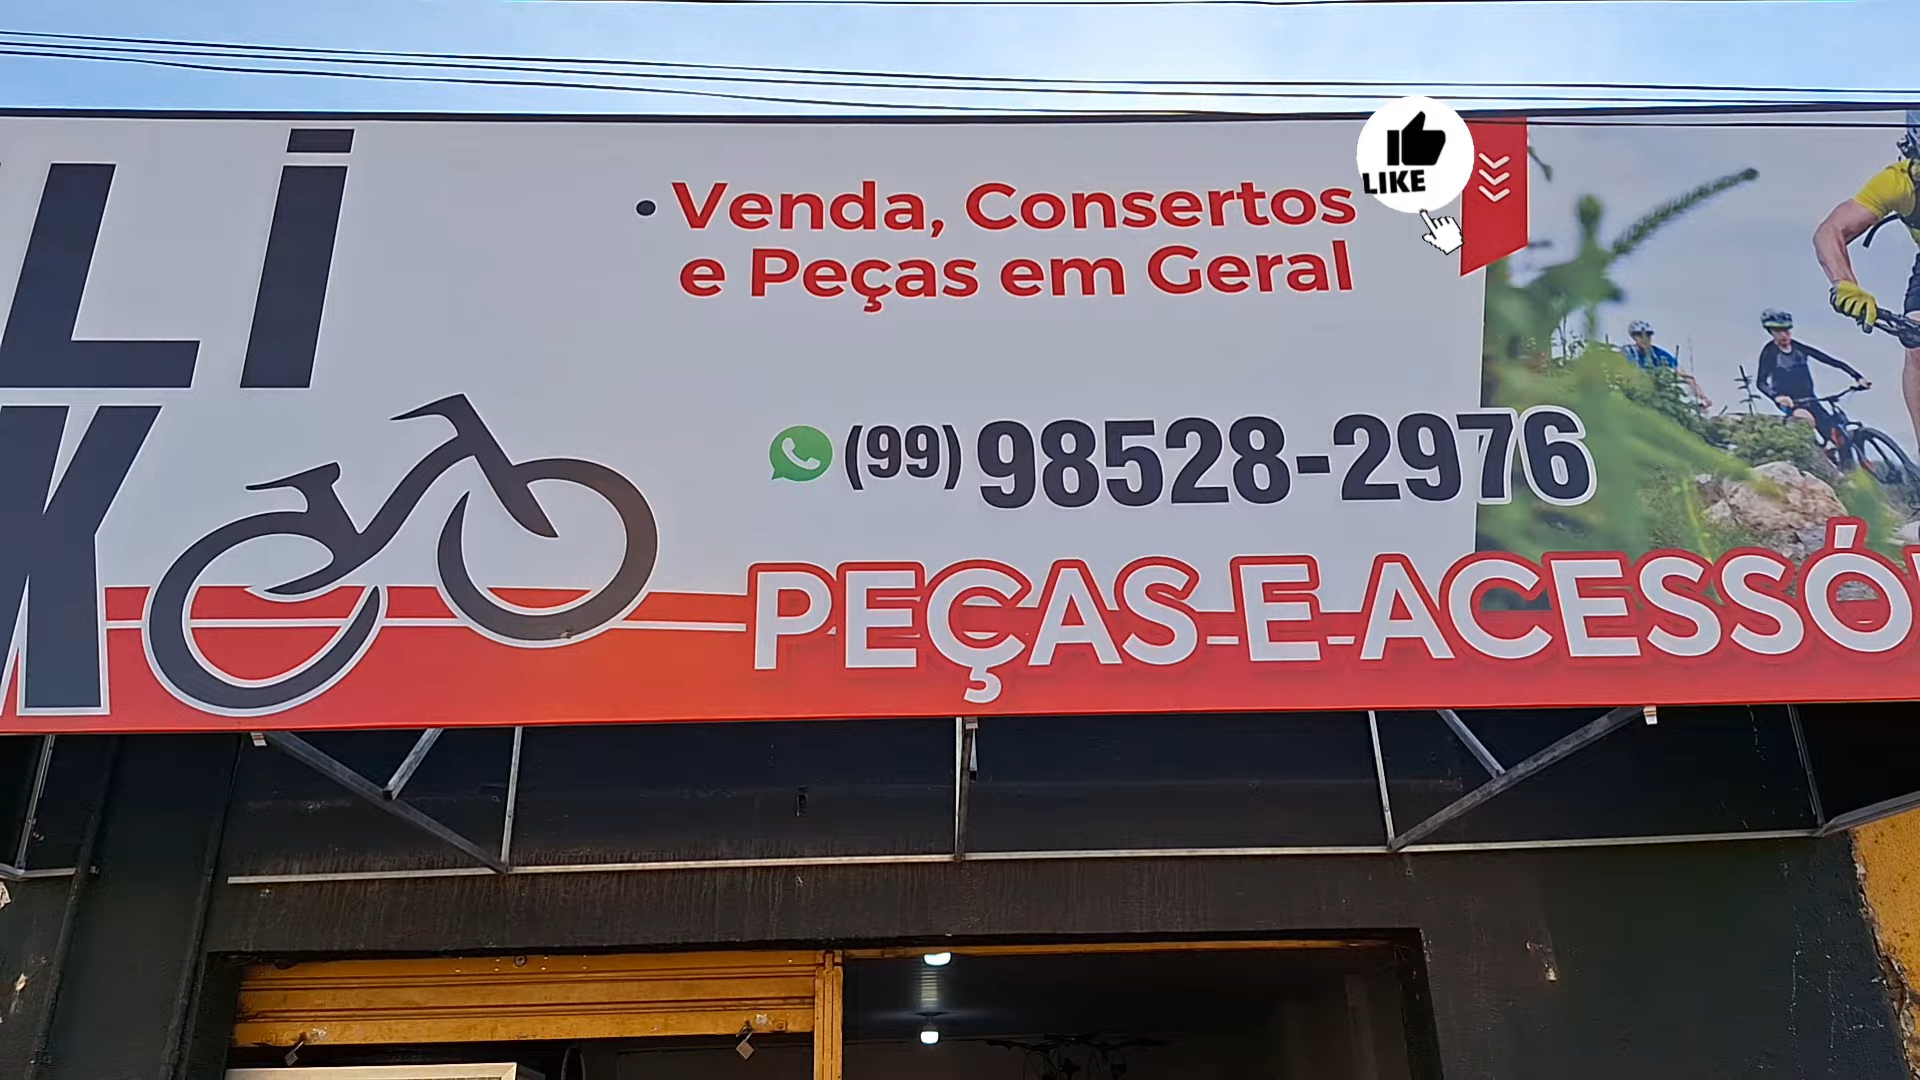 Li
• Venda, Consertos
e Peças em Geral
LIKE
(99) 98528-2976
PEÇAS E ACESSÓ